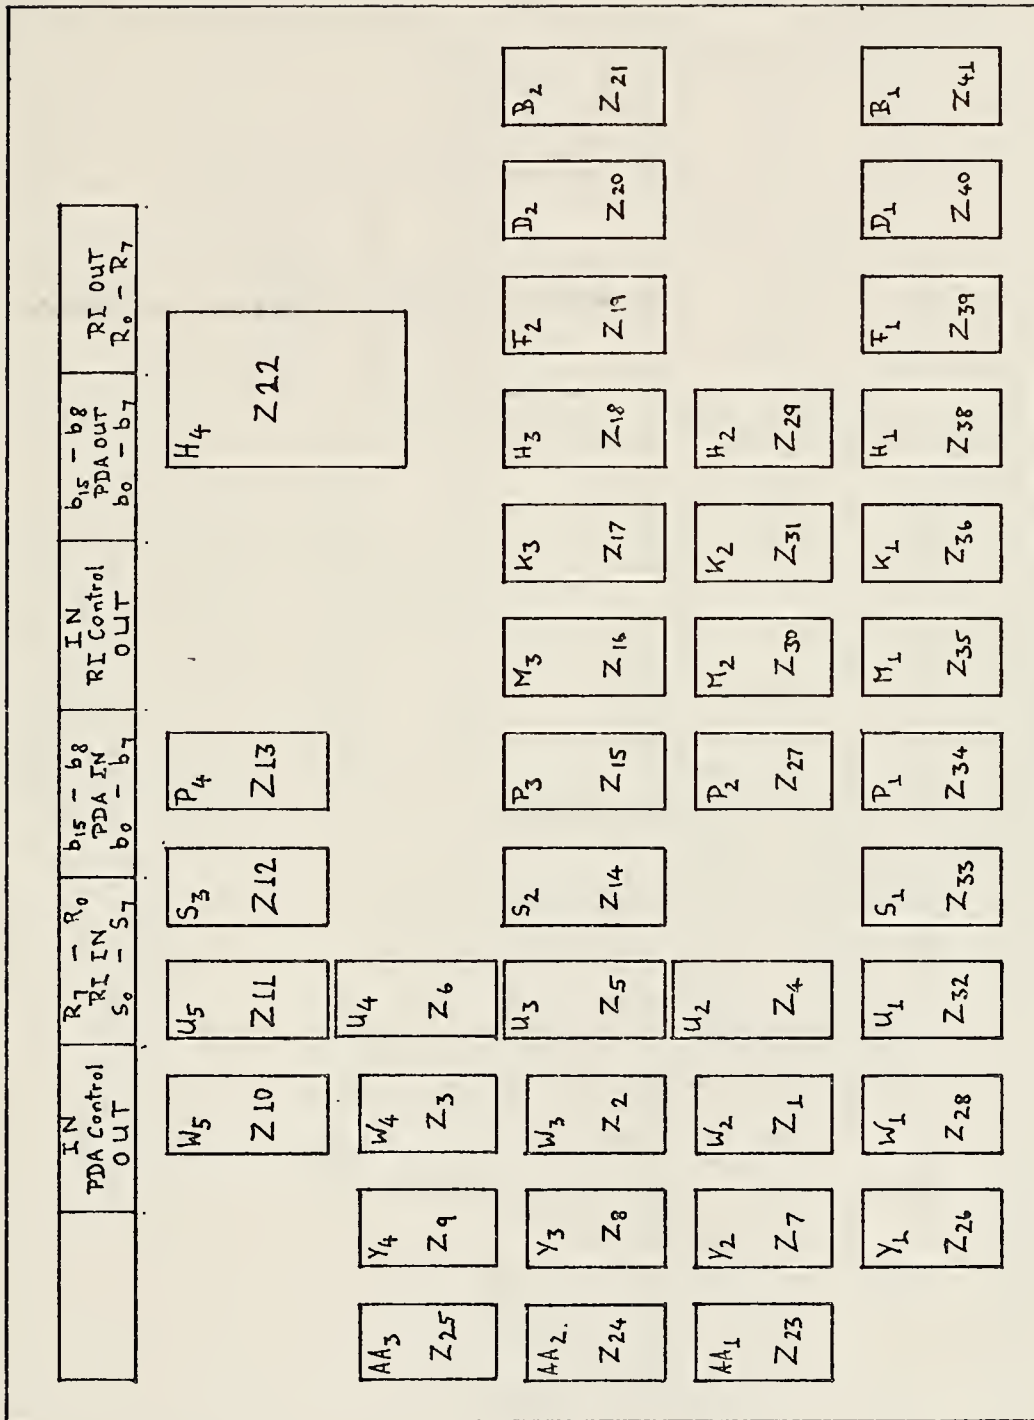 IN
PDA Control
OUT
R₇ – R₀
RI IN
S₀ – S₇
b₁₅ – b₈
PDA IN
b₀ – b₇
IN
RI Control
OUT
b₁₅ – b₈
PDA OUT
b₀ – b₇
RI OUT
R₀ – R₇
W₅
Z10
U₅
Z11
S₃
Z12
P₄
Z13
H₄
Z22
AA₃
Z25
Y₄
Z9
W₄
Z3
U₄
Z6
AA₂.
Z24
Y₃
Z8
W₃
Z2
U₃
Z5
S₂
Z14
P₃
Z15
M₃
Z16
K₃
Z17
H₃
Z18
F₂
Z19
D₂
Z20
B₂
Z21
AA₁
Z23
Y₂
Z7
W₂
Z1
U₂
Z4
P₂
Z27
M₂
Z30
K₂
Z31
H₂
Z29
Y₁
Z26
W₁
Z28
U₁
Z32
S₁
Z33
P₁
Z34
M₁
Z35
K₁
Z36
H₁
Z38
F₁
Z39
D₁
Z40
B₁
Z41